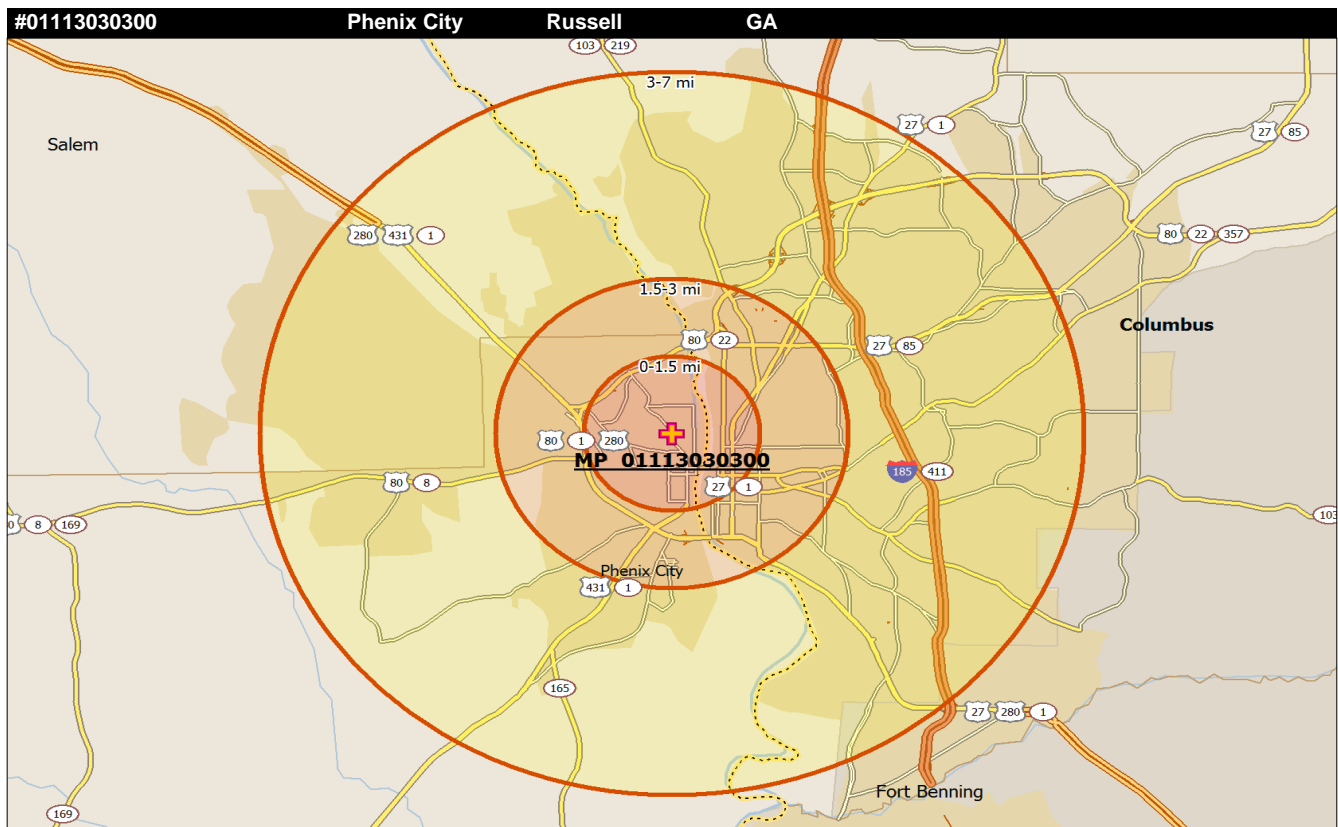 #01113030300 Phenix City Russell GA
103 219
3-7 mi
27 1
27 85
Salem
280 431 1
80 22 357
1.5-3 mi
Columbus
80 22
27 85
0-1.5 mi
80 1 280
MP 01113030300
185 411
80 8
27 1
8 169
103
Phenix City
431 1
165
27 280 1
Fort Benning
169